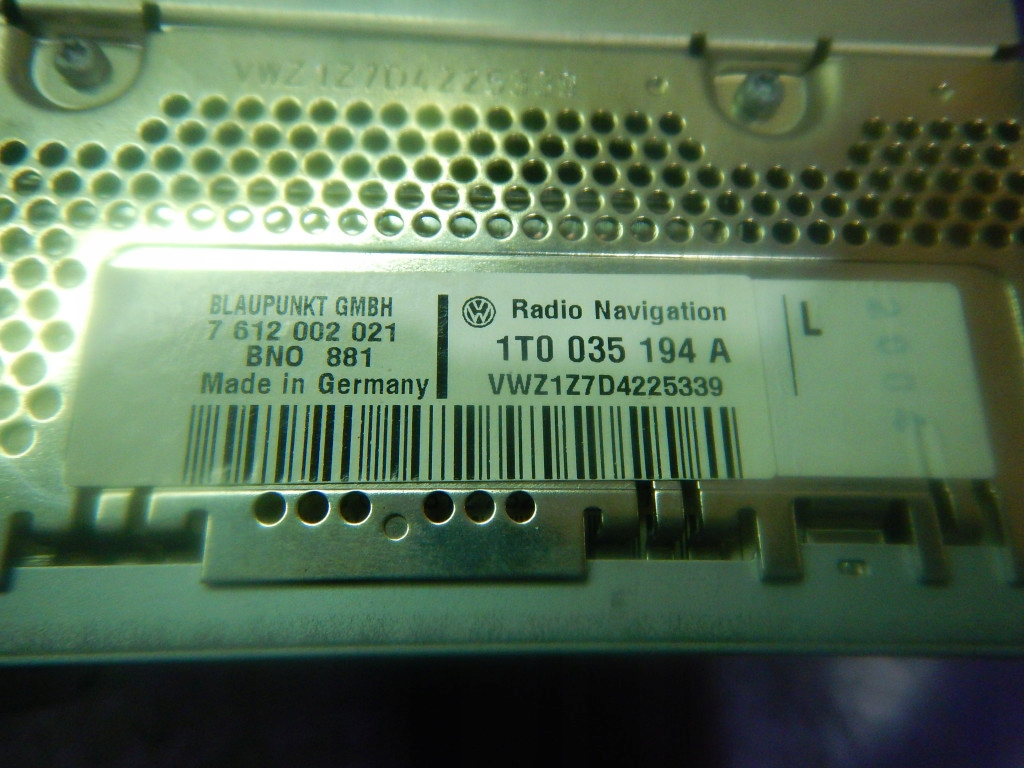 VWZ1Z7D4225339
BLAUPUNKT GMBH
7 612 002 021
BNO 881
Made in Germany
Radio Navigation
1T0 035 194 A
VWZ1Z7D4225339
L